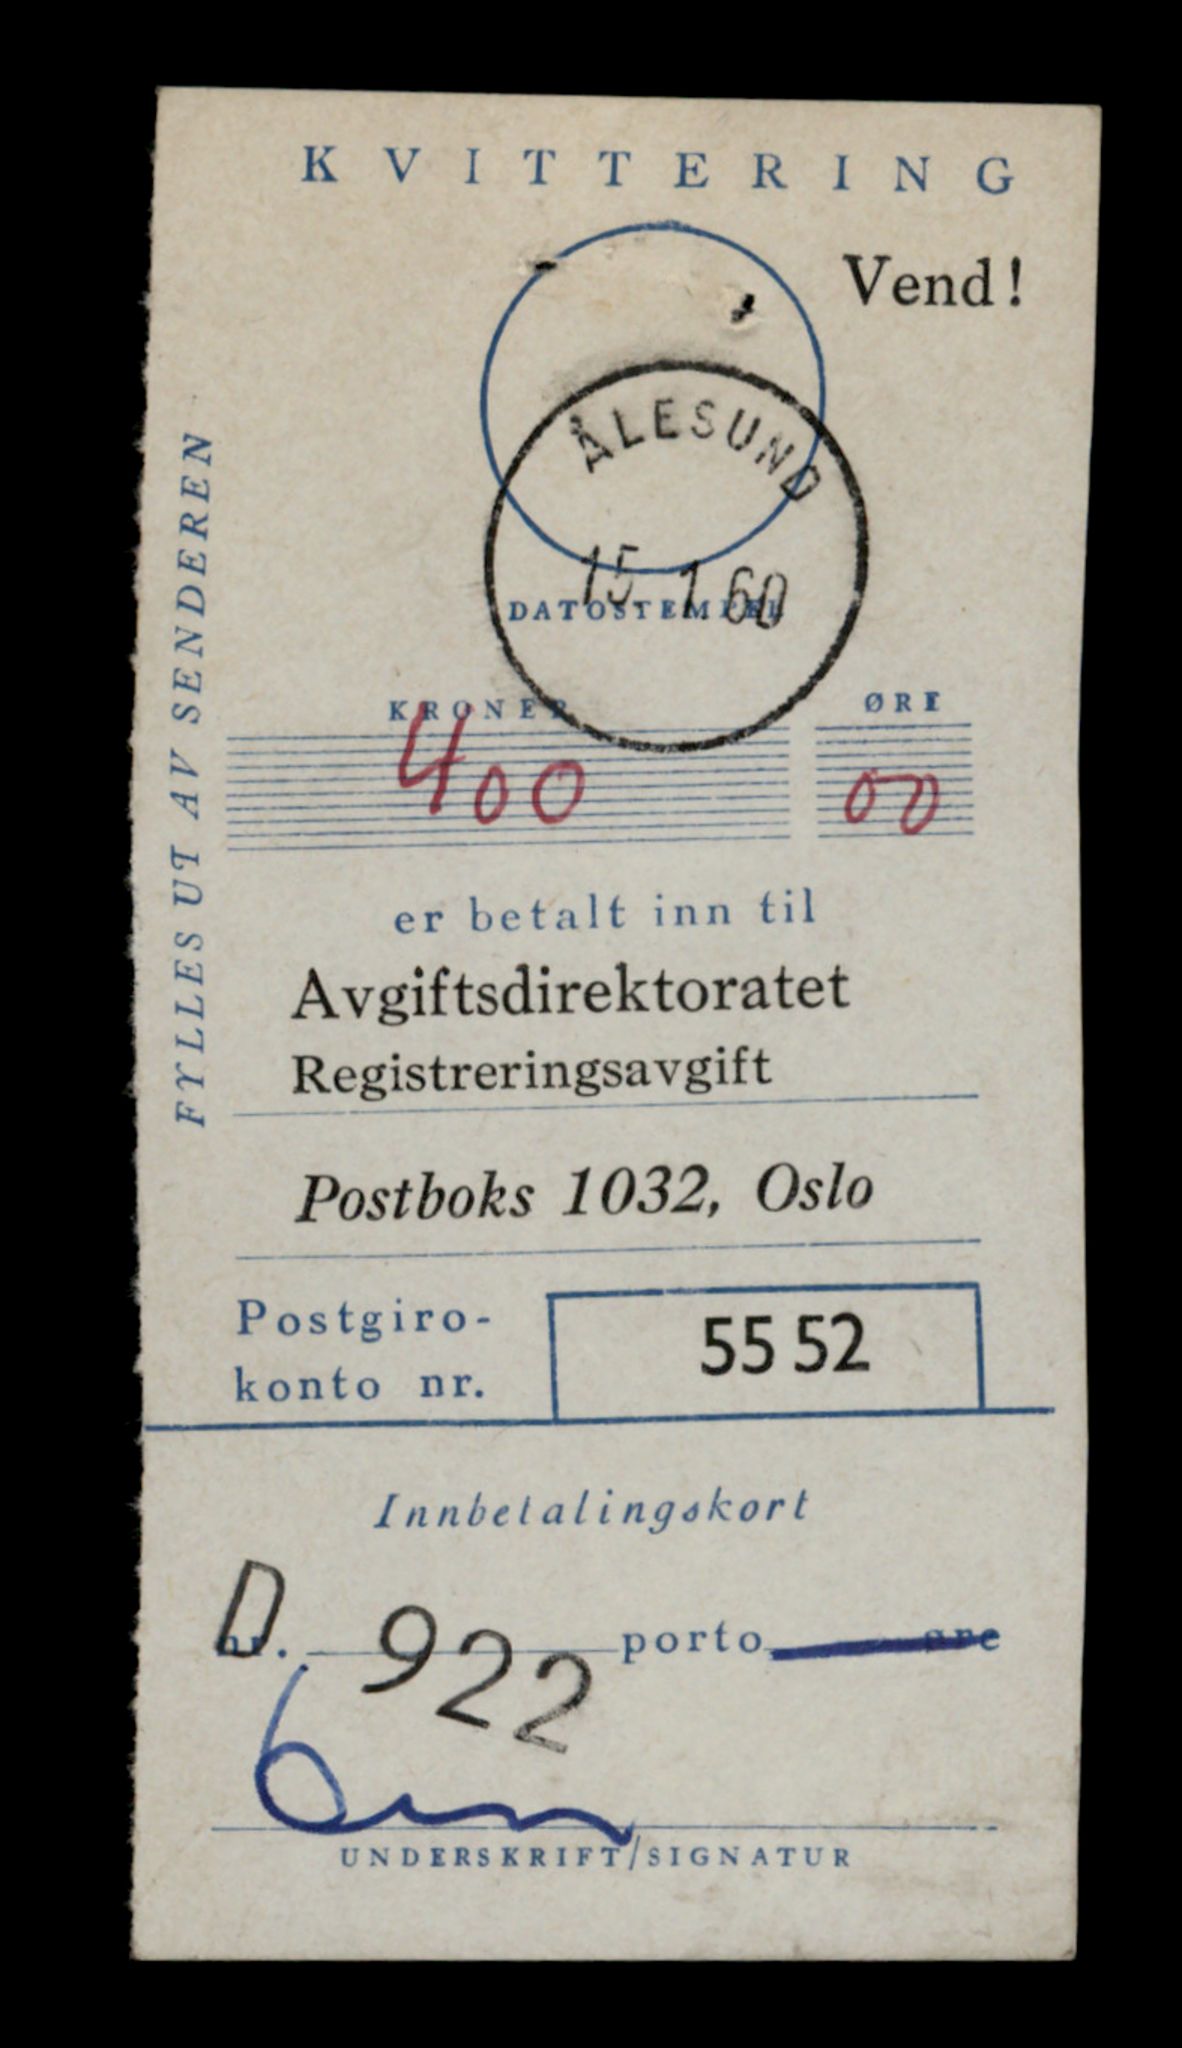 KVITTERING
Vend!
ÅLESUND
15.1.60
DATOSTEMPEL
FYLLES UT AV SENDEREN
KRONER ØRE
400 00
er betalt inn til
Avgiftsdirektoratet
Registreringsavgift
Postboks 1032, Oslo
Postgiro-
konto nr.
55 52
Innbetalingskort
D
nr. 922 porto øre
UNDERSKRIFT/SIGNATUR